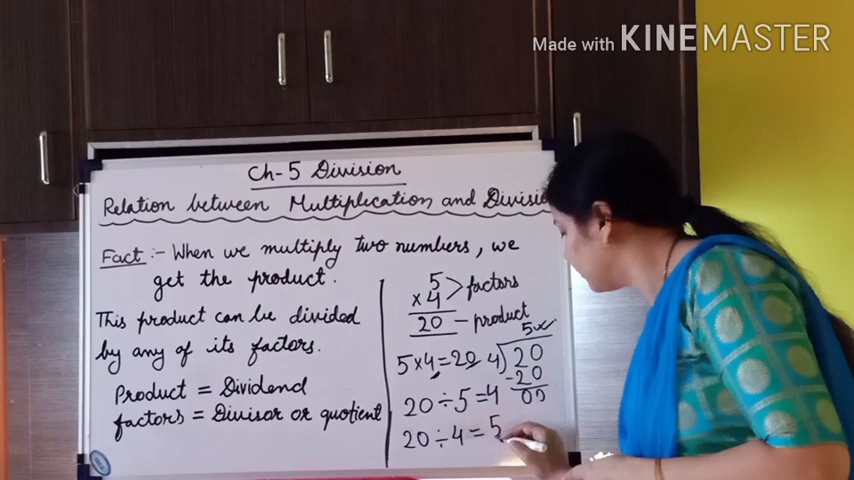 Made with KINEMASTER
Ch-5 Division
Relation between Multiplication and Divisio
Fact :- When we multiply two numbers, we
get the product.
This product can be divided
by any of its factors.
Product = Dividend
factors = Divisor or quotient
5
× 4 > factors
20 - product
5×4=20
20÷5=4
20÷4=5
5
4)20
-20
00